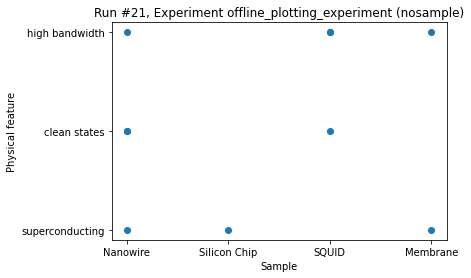 Run #21, Experiment offline_plotting_experiment (nosample)
high bandwidth
clean states
superconducting
Physical feature
Nanowire
Silicon Chip
SQUID
Membrane
Sample